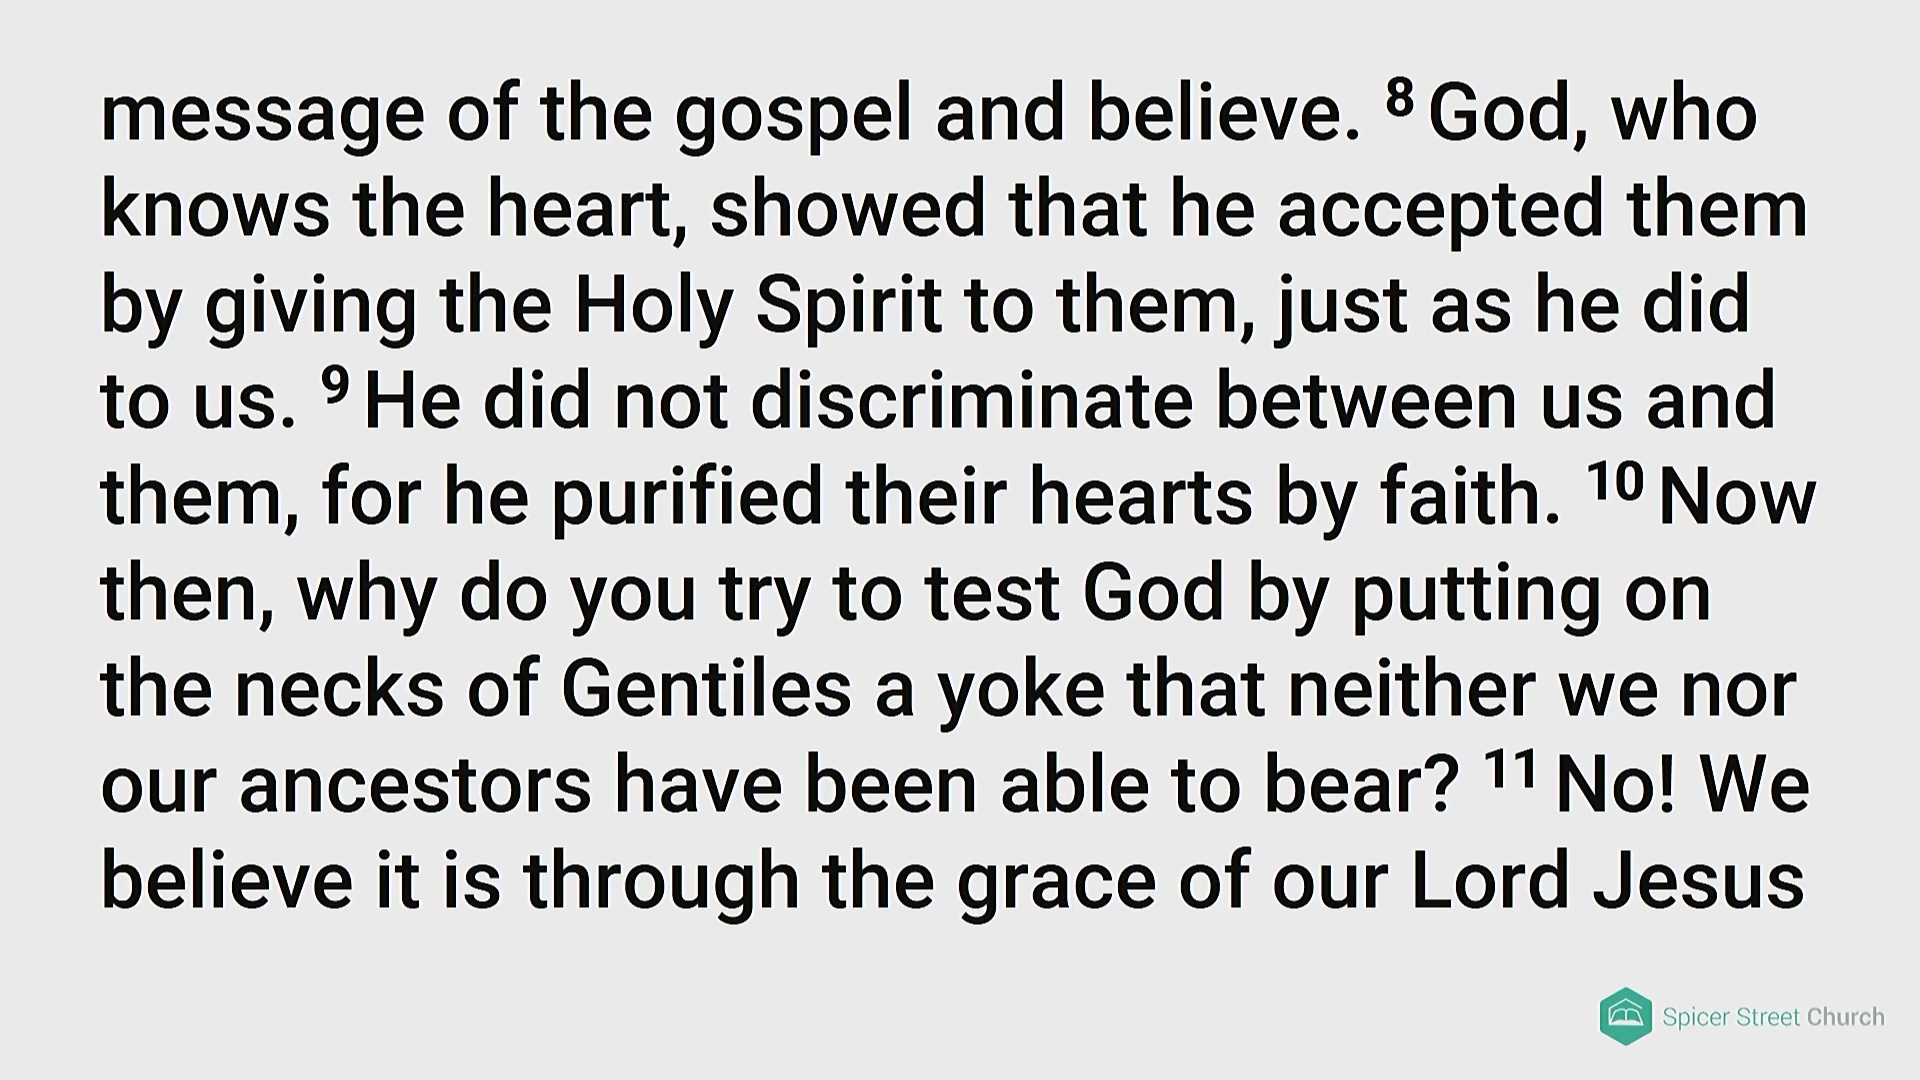 message of the gospel and believe. 8 God, who
knows the heart, showed that he accepted them
by giving the Holy Spirit to them, just as he did
to us. 9 He did not discriminate between us and
them, for he purified their hearts by faith. 10 Now
then, why do you try to test God by putting on
the necks of Gentiles a yoke that neither we nor
our ancestors have been able to bear? 11 No! We
believe it is through the grace of our Lord Jesus
Spicer Street Church